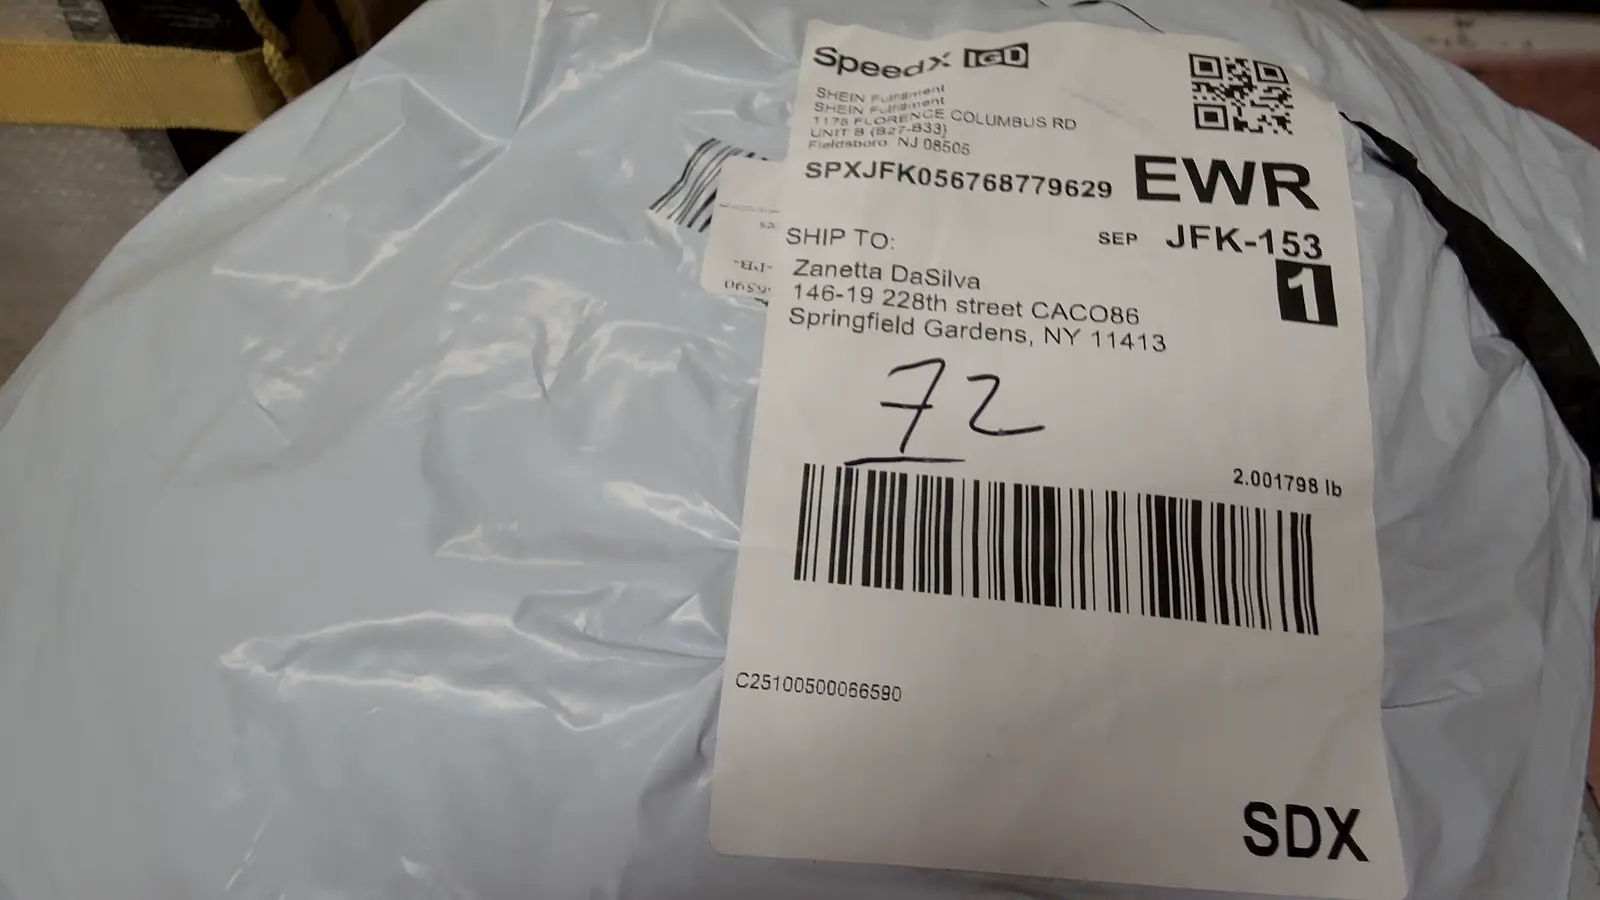 SpeedX IGD
SHEIN Fulfillment
SHEIN Fulfillment
1175 FLORENCE COLUMBUS RD
UNIT B (B27-B33)
Fieldsboro NJ 08505
SPXJFK056768779629
EWR
SHIP TO:
SEP JFK-153
1
Zanetta DaSilva
146-19 228th street CACO86
Springfield Gardens, NY 11413
72
2.001798 lb
C25100500066590
SDX